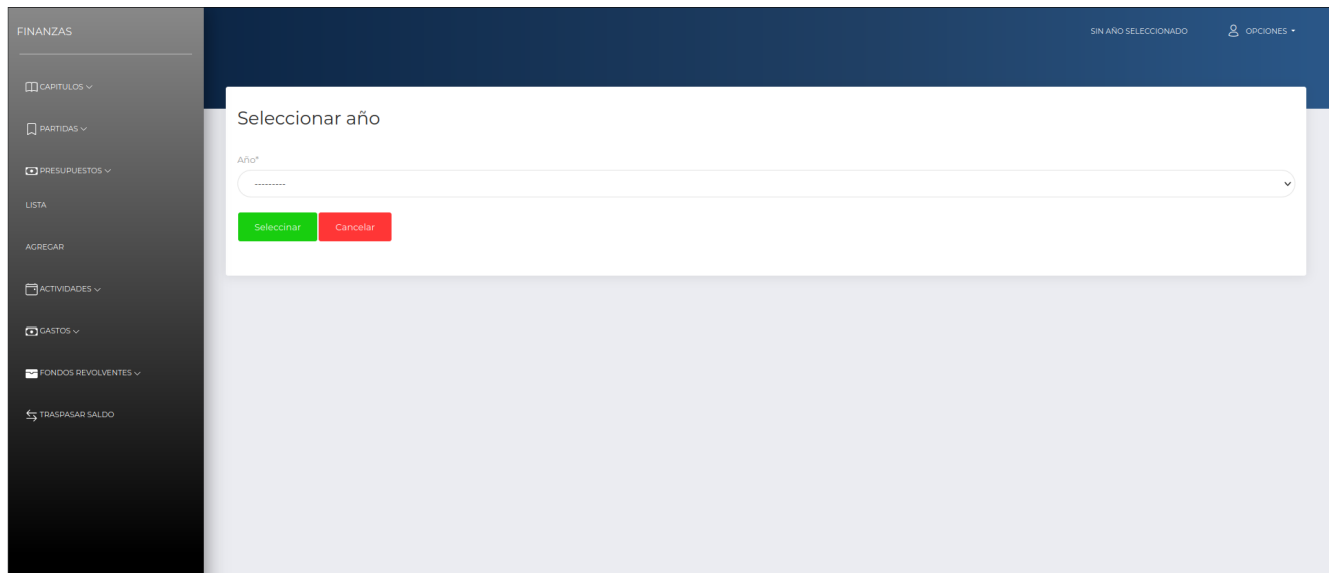 FINANZAS
SIN AÑO SELECCIONADO
OPCIONES
CAPITULOS
PARTIDAS
PRESUPUESTOS
LISTA
AGREGAR
ACTIVIDADES
GASTOS
FONDOS REVOLVENTES
TRASPASAR SALDO
Seleccionar año
Año*
---------
Seleccinar
Cancelar